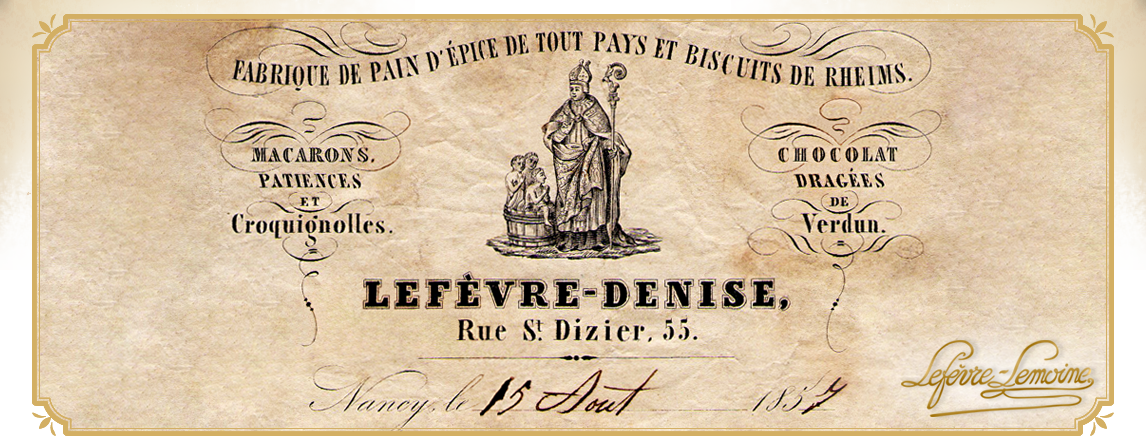 FABRIQUE DE PAIN D'ÉPICE DE TOUT PAYS ET BISCUITS DE RHEIMS.
MACARONS,
PATIENCES
ET
Croquignolles.
CHOCOLAT
DRAGÉES
DE
Verdun.
LEFÈVRE-DENISE,
Rue St Dizier, 55.
Nancy, le 15 Aout 1857
Lefèvre-Lemoine